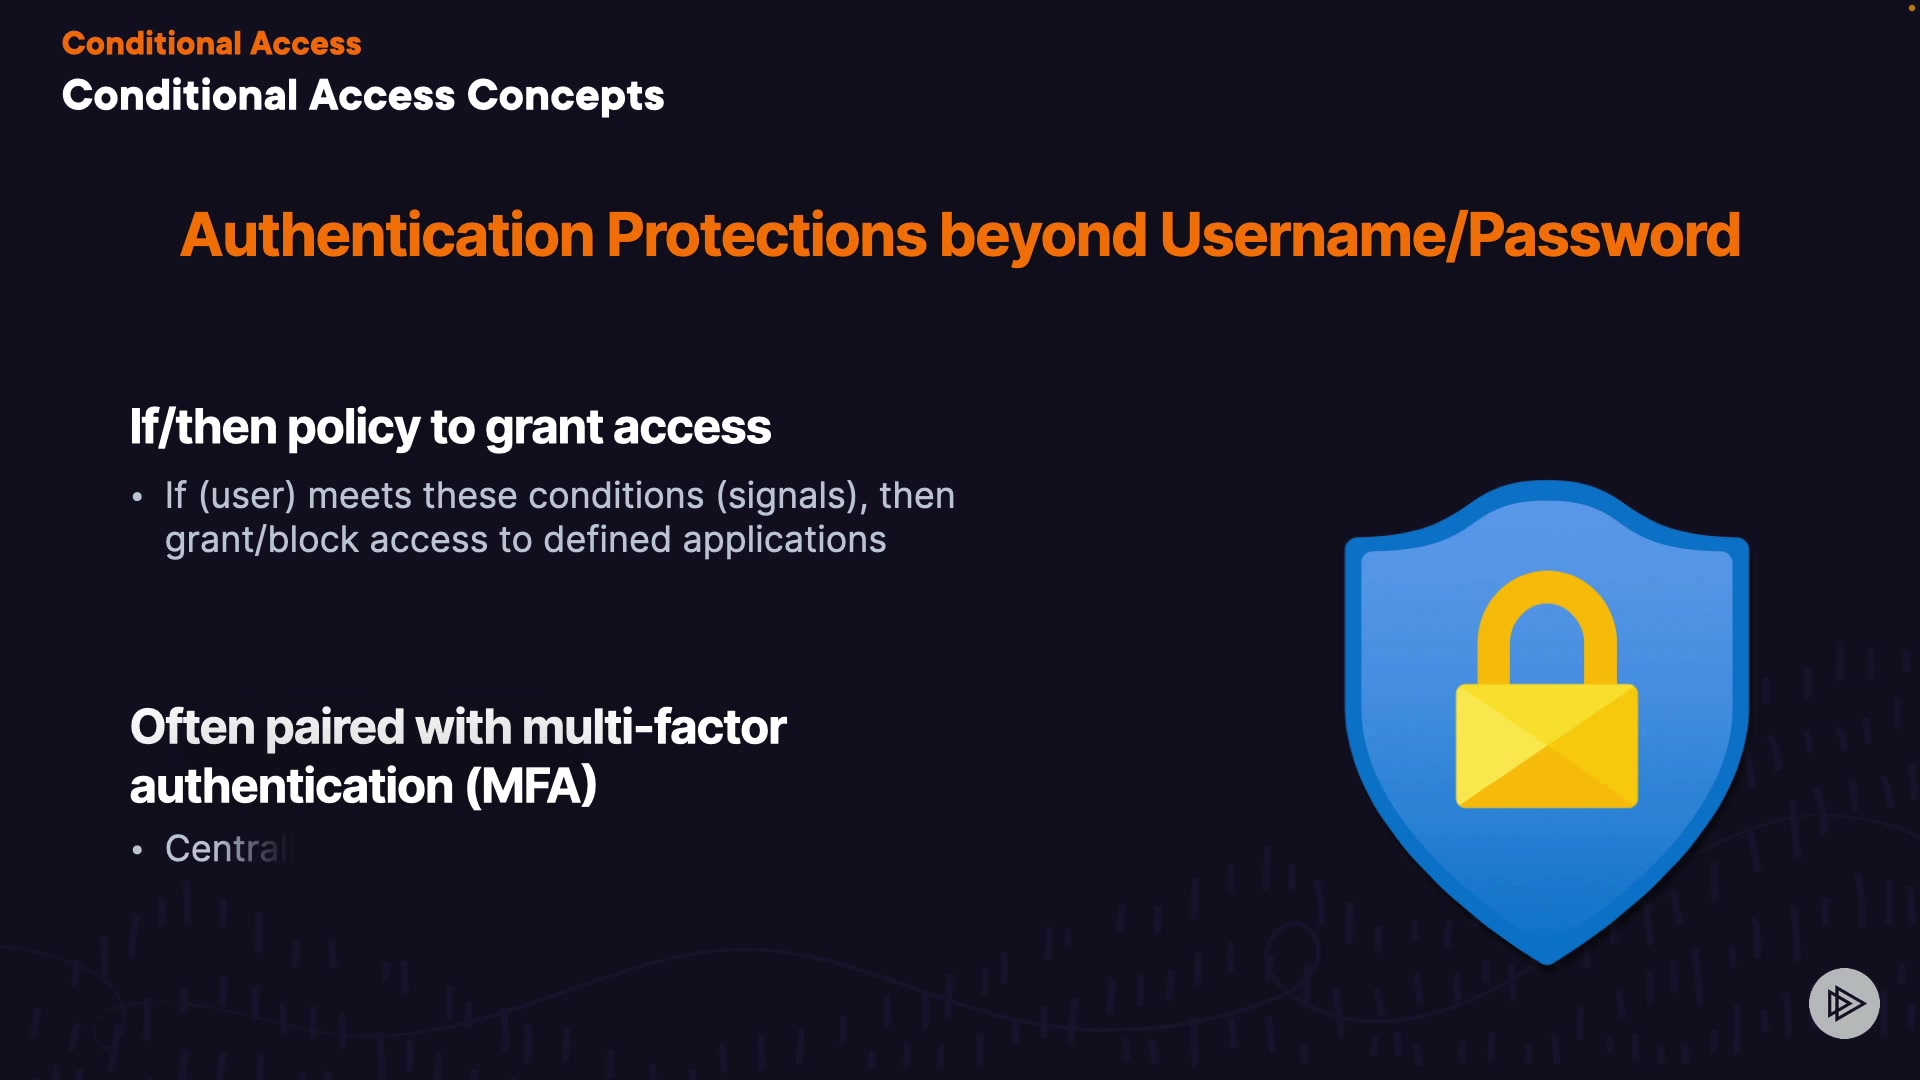 Conditional Access
Conditional Access Concepts
Authentication Protections beyond Username/Password
If/then policy to grant access
• If (user) meets these conditions (signals), then
grant/block access to defined applications
Often paired with multi-factor
authentication (MFA)
• Central